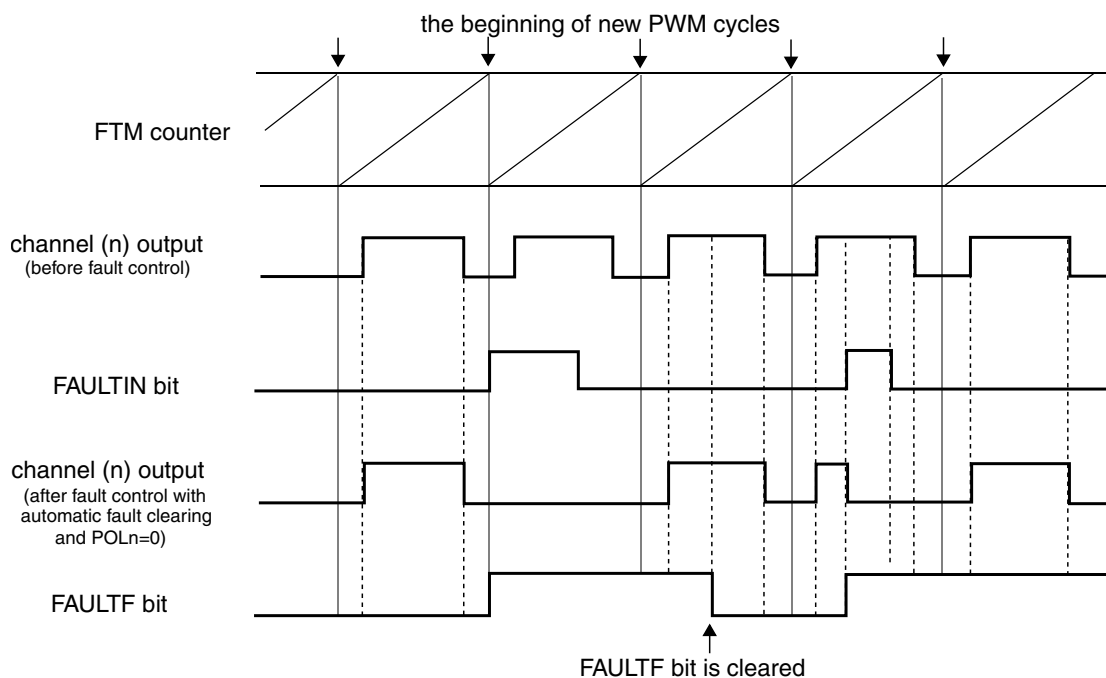 the beginning of new PWM cycles
FTM counter
channel (n) output
(before fault control)
FAULTIN bit
channel (n) output
(after fault control with
automatic fault clearing
and POLn=0)
FAULTF bit
FAULTF bit is cleared